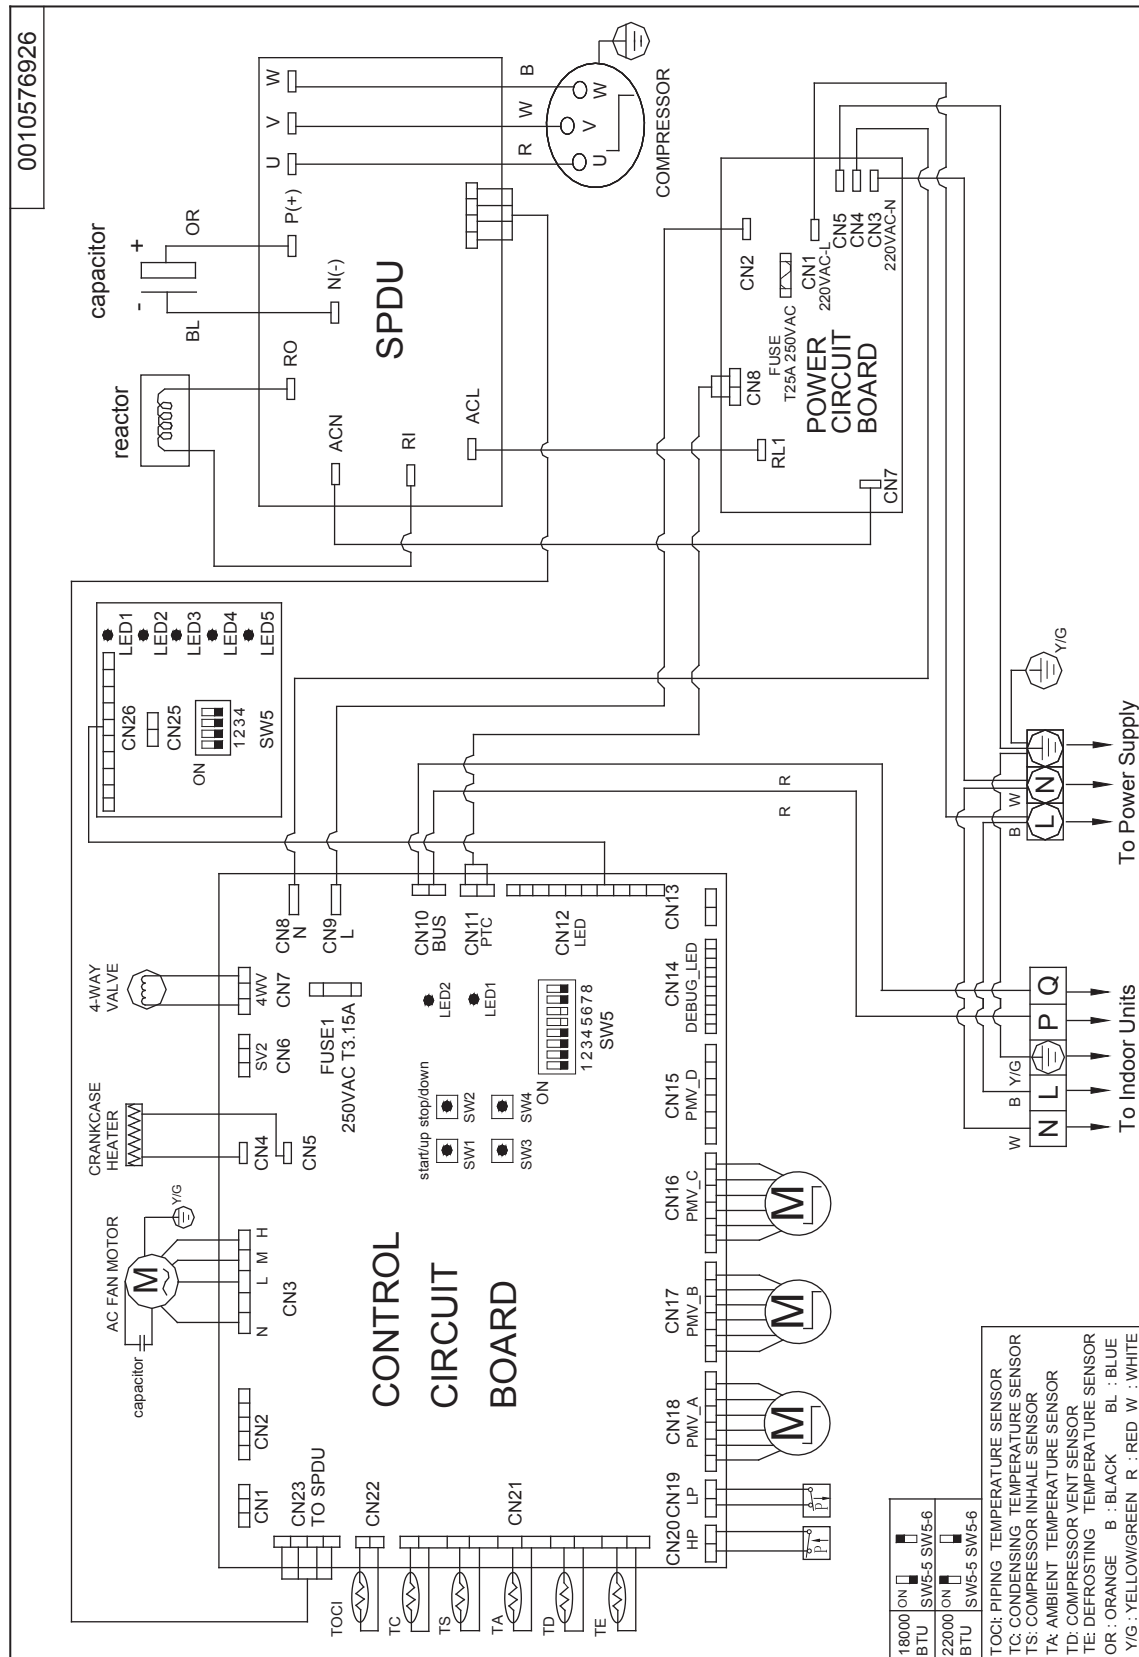 0010576926
capacitor
-
+
BL
OR
reactor
RO
N(-)
P(+)
U
V
W
SPDU
ACN
RI
ACL
R
W
B
U
V
W
COMPRESSOR
LED1
LED2
LED3
LED4
LED5
CN26
CN25
ON
1234
SW5
CN2
CN8
FUSE
T25A 250VAC
CN1
220VAC-L
CN5
CN4
CN3
220VAC-N
POWER
CIRCUIT
BOARD
RL1
CN7
4-WAY
VALVE
CRANKCASE
HEATER
AC FAN MOTOR
M
Y/G
capacitor
CN1
CN2
N
L
M
H
CN3
CN4
CN5
SV2
CN6
4WV
CN7
CN8
N
CN9
L
FUSE1
250VAC T3.15A
CN10
BUS
CN11
PTC
CN12
LED
LED2
LED1
start/up stop/down
SW1
SW2
SW3
SW4
ON
12345678
SW5
CN23
TO SPDU
CN22
CN21
CONTROL
CIRCUIT
BOARD
TOCI
TC
TS
TA
TD
TE
CN20
HP
CN19
LP
CN18
PMV_A
CN17
PMV_B
CN16
PMV_C
CN15
PMV_D
CN14
DEBUG_LED
CN13
P
P
M
M
M
R
R
W
B
Y/G
N
L
P
Q
To Indoor Units
B
W
L
N
Y/G
To Power Supply
18000
BTU
ON
SW5-5 SW5-6
22000
BTU
ON
SW5-5 SW5-6
TOCI: PIPING TEMPERATURE SENSOR
TC: CONDENSING TEMPERATURE SENSOR
TS: COMPRESSOR INHALE SENSOR
TA: AMBIENT TEMPERATURE SENSOR
TD: COMPRESSOR VENT SENSOR
TE: DEFROSTING TEMPERATURE SENSOR
OR : ORANGE B : BLACK BL : BLUE
Y/G : YELLOW/GREEN R : RED W : WHITE